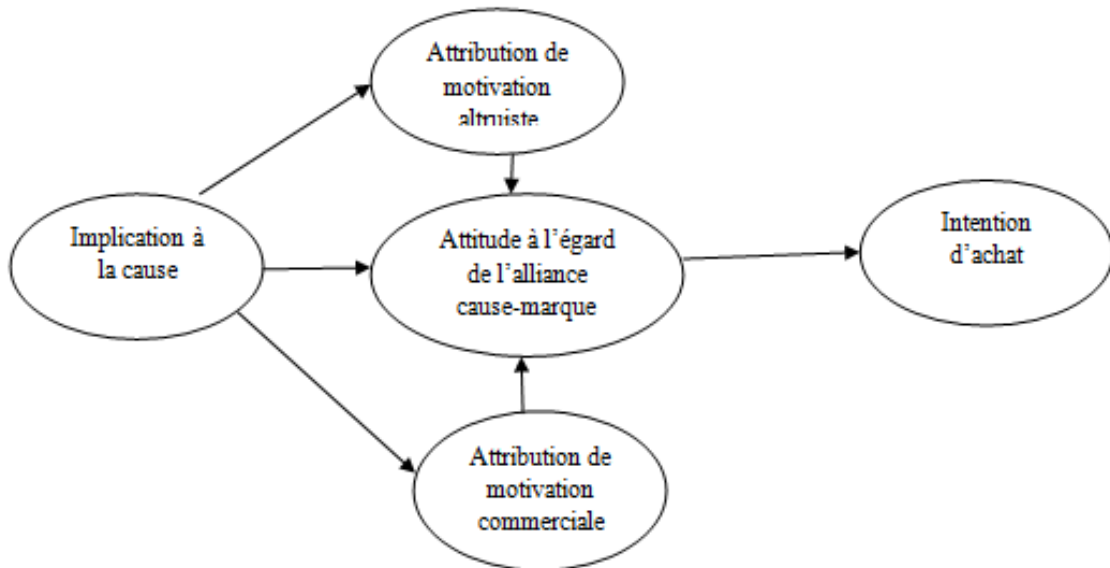 Attribution de
motivation
altruiste
Implication à
la cause
Attitude à l’égard
de l’alliance
cause-marque
Intention
d’achat
Attribution de
motivation
commerciale